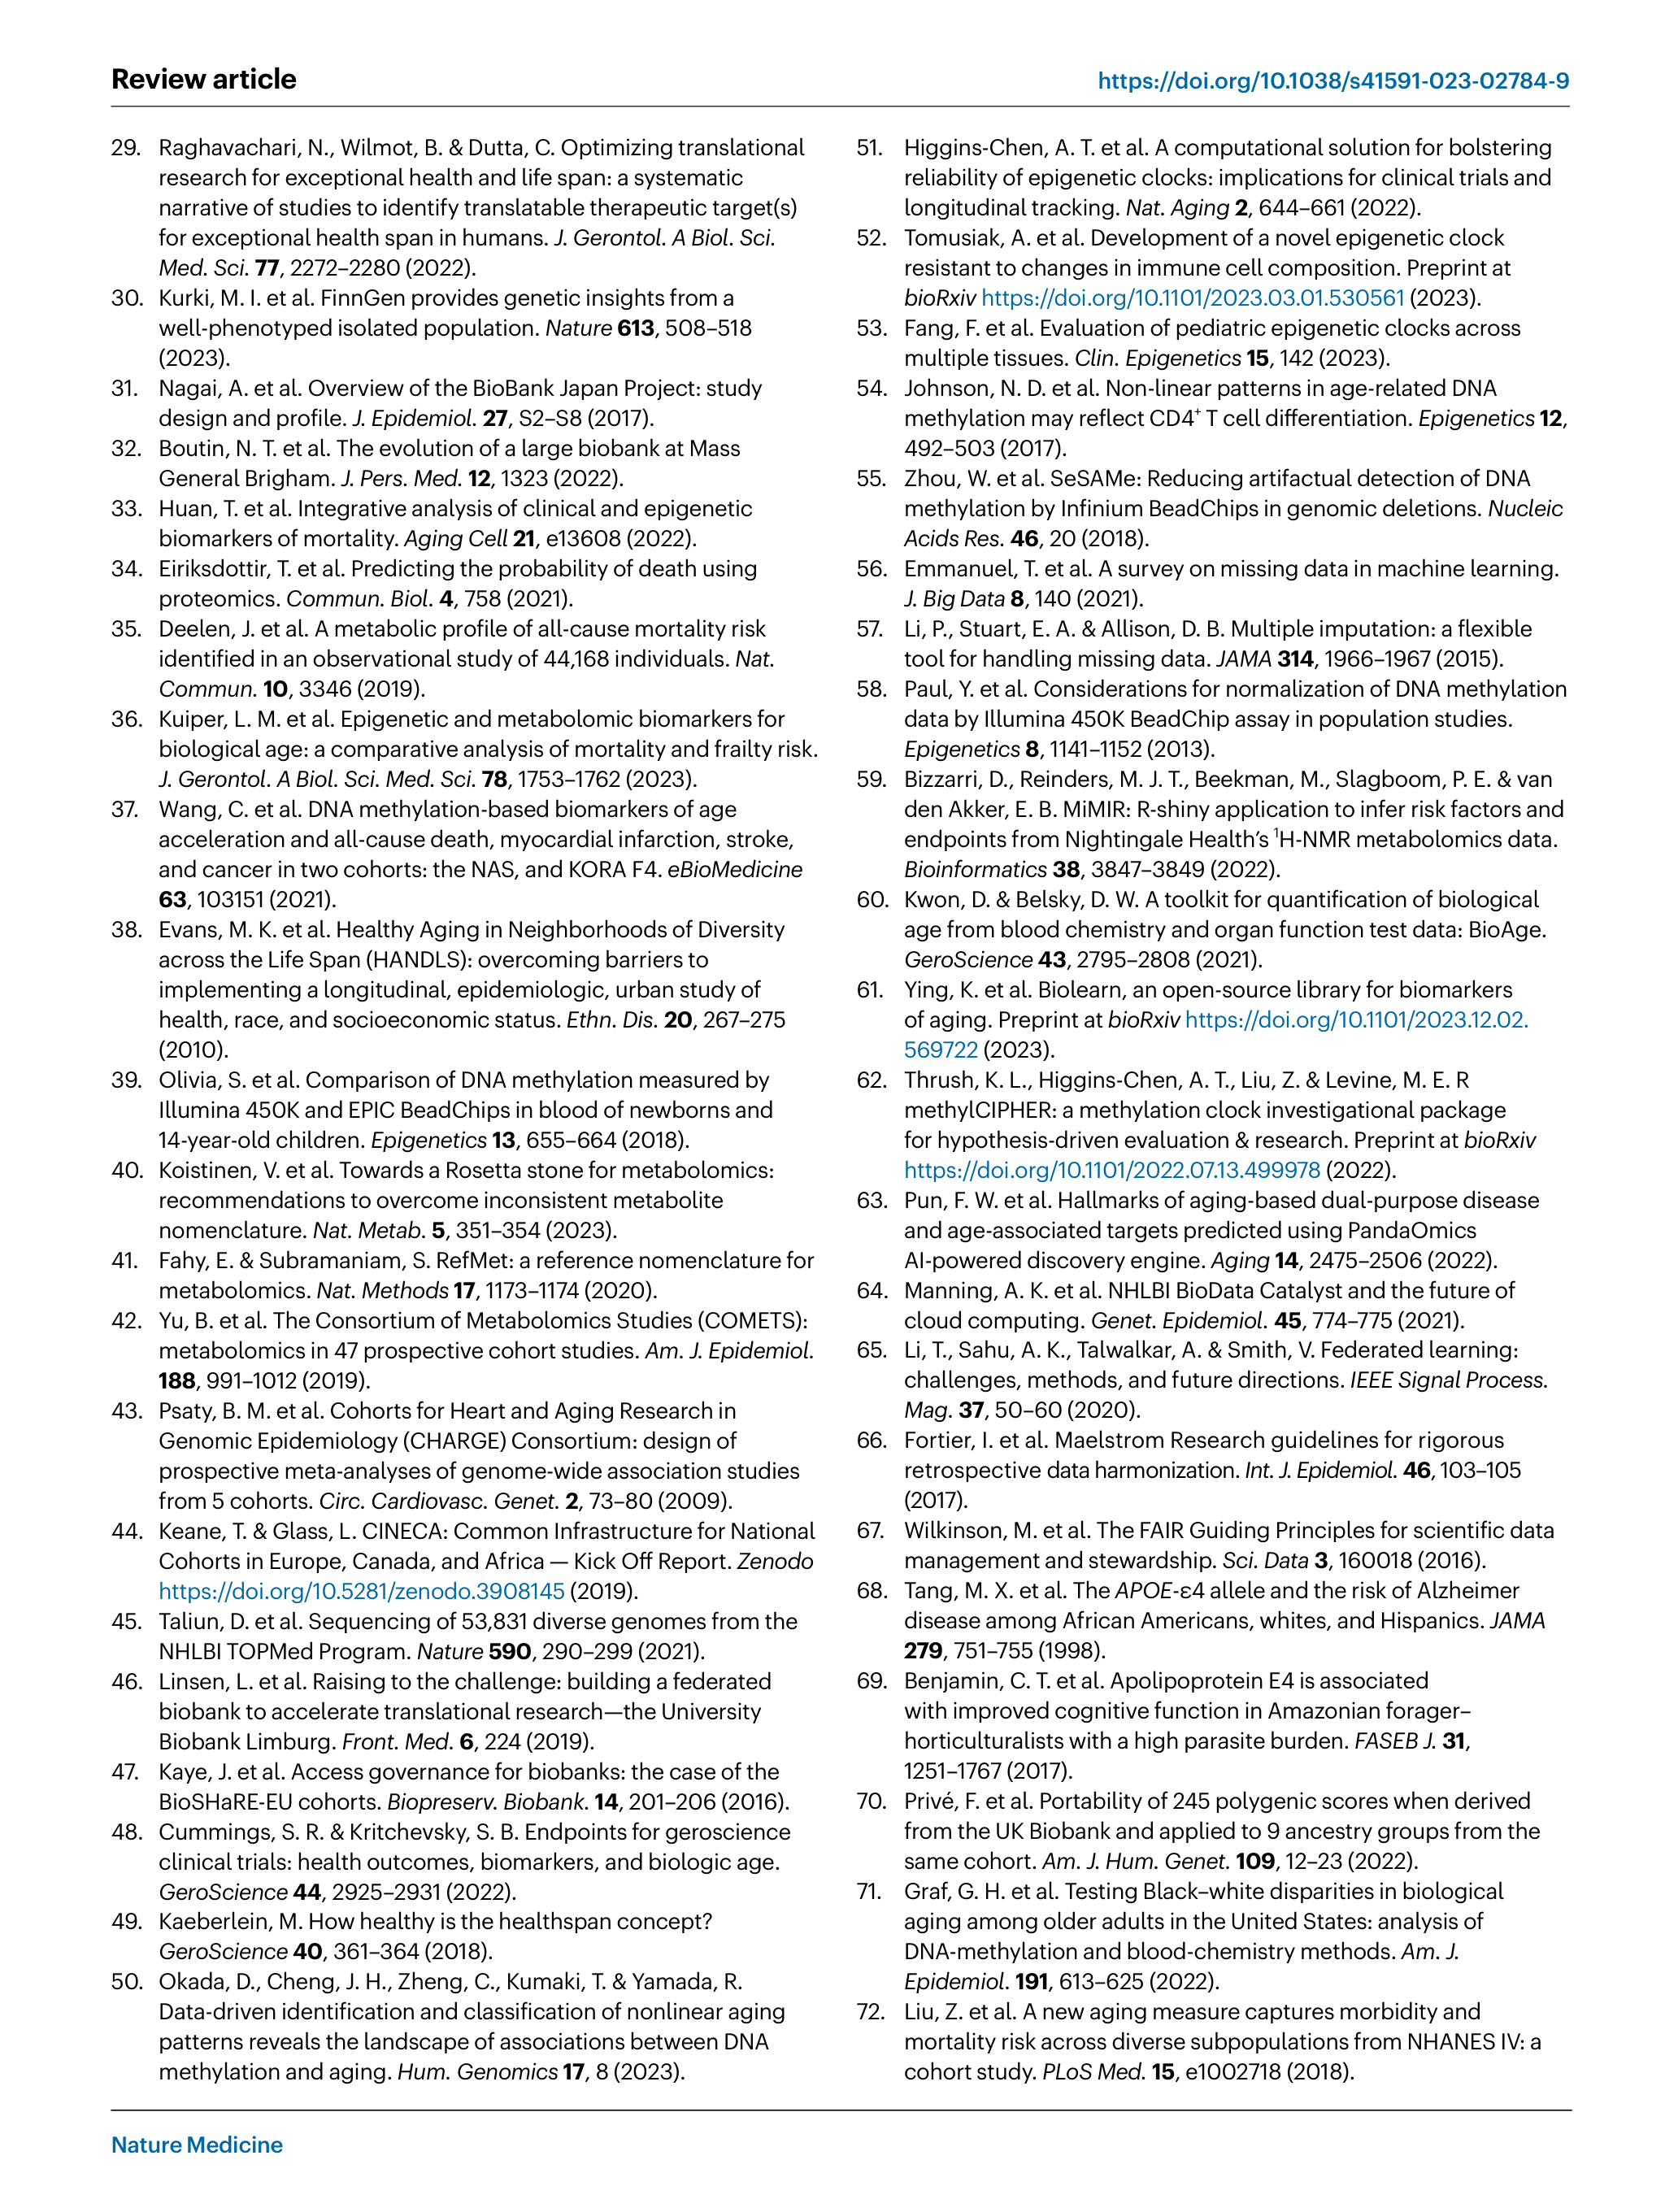 Review article
https://doi.org/10.1038/s41591-023-02784-9
29. Raghavachari, N., Wilmot, B. & Dutta, C. Optimizing translational
research for exceptional health and life span: a systematic
narrative of studies to identify translatable therapeutic target(s)
for exceptional health span in humans. J. Gerontol. A Biol. Sci.
Med. Sci. 77, 2272–2280 (2022).
30. Kurki, M. I. et al. FinnGen provides genetic insights from a
well-phenotyped isolated population. Nature 613, 508–518
(2023).
31. Nagai, A. et al. Overview of the BioBank Japan Project: study
design and profile. J. Epidemiol. 27, S2–S8 (2017).
32. Boutin, N. T. et al. The evolution of a large biobank at Mass
General Brigham. J. Pers. Med. 12, 1323 (2022).
33. Huan, T. et al. Integrative analysis of clinical and epigenetic
biomarkers of mortality. Aging Cell 21, e13608 (2022).
34. Eiriksdottir, T. et al. Predicting the probability of death using
proteomics. Commun. Biol. 4, 758 (2021).
35. Deelen, J. et al. A metabolic profile of all-cause mortality risk
identified in an observational study of 44,168 individuals. Nat.
Commun. 10, 3346 (2019).
36. Kuiper, L. M. et al. Epigenetic and metabolomic biomarkers for
biological age: a comparative analysis of mortality and frailty risk.
J. Gerontol. A Biol. Sci. Med. Sci. 78, 1753–1762 (2023).
37. Wang, C. et al. DNA methylation-based biomarkers of age
acceleration and all-cause death, myocardial infarction, stroke,
and cancer in two cohorts: the NAS, and KORA F4. eBioMedicine
63, 103151 (2021).
38. Evans, M. K. et al. Healthy Aging in Neighborhoods of Diversity
across the Life Span (HANDLS): overcoming barriers to
implementing a longitudinal, epidemiologic, urban study of
health, race, and socioeconomic status. Ethn. Dis. 20, 267–275
(2010).
39. Olivia, S. et al. Comparison of DNA methylation measured by
Illumina 450K and EPIC BeadChips in blood of newborns and
14-year-old children. Epigenetics 13, 655–664 (2018).
40. Koistinen, V. et al. Towards a Rosetta stone for metabolomics:
recommendations to overcome inconsistent metabolite
nomenclature. Nat. Metab. 5, 351–354 (2023).
41. Fahy, E. & Subramaniam, S. RefMet: a reference nomenclature for
metabolomics. Nat. Methods 17, 1173–1174 (2020).
42. Yu, B. et al. The Consortium of Metabolomics Studies (COMETS):
metabolomics in 47 prospective cohort studies. Am. J. Epidemiol.
188, 991–1012 (2019).
43. Psaty, B. M. et al. Cohorts for Heart and Aging Research in
Genomic Epidemiology (CHARGE) Consortium: design of
prospective meta-analyses of genome-wide association studies
from 5 cohorts. Circ. Cardiovasc. Genet. 2, 73–80 (2009).
44. Keane, T. & Glass, L. CINECA: Common Infrastructure for National
Cohorts in Europe, Canada, and Africa — Kick Off Report. Zenodo
https://doi.org/10.5281/zenodo.3908145 (2019).
45. Taliun, D. et al. Sequencing of 53,831 diverse genomes from the
NHLBI TOPMed Program. Nature 590, 290–299 (2021).
46. Linsen, L. et al. Raising to the challenge: building a federated
biobank to accelerate translational research—the University
Biobank Limburg. Front. Med. 6, 224 (2019).
47. Kaye, J. et al. Access governance for biobanks: the case of the
BioSHaRE-EU cohorts. Biopreserv. Biobank. 14, 201–206 (2016).
48. Cummings, S. R. & Kritchevsky, S. B. Endpoints for geroscience
clinical trials: health outcomes, biomarkers, and biologic age.
GeroScience 44, 2925–2931 (2022).
49. Kaeberlein, M. How healthy is the healthspan concept?
GeroScience 40, 361–364 (2018).
50. Okada, D., Cheng, J. H., Zheng, C., Kumaki, T. & Yamada, R.
Data-driven identification and classification of nonlinear aging
patterns reveals the landscape of associations between DNA
methylation and aging. Hum. Genomics 17, 8 (2023).
51. Higgins-Chen, A. T. et al. A computational solution for bolstering
reliability of epigenetic clocks: implications for clinical trials and
longitudinal tracking. Nat. Aging 2, 644–661 (2022).
52. Tomusiak, A. et al. Development of a novel epigenetic clock
resistant to changes in immune cell composition. Preprint at
bioRxiv https://doi.org/10.1101/2023.03.01.530561 (2023).
53. Fang, F. et al. Evaluation of pediatric epigenetic clocks across
multiple tissues. Clin. Epigenetics 15, 142 (2023).
54. Johnson, N. D. et al. Non-linear patterns in age-related DNA
methylation may reflect CD4⁺ T cell differentiation. Epigenetics 12,
492–503 (2017).
55. Zhou, W. et al. SeSAMe: Reducing artifactual detection of DNA
methylation by Infinium BeadChips in genomic deletions. Nucleic
Acids Res. 46, 20 (2018).
56. Emmanuel, T. et al. A survey on missing data in machine learning.
J. Big Data 8, 140 (2021).
57. Li, P., Stuart, E. A. & Allison, D. B. Multiple imputation: a flexible
tool for handling missing data. JAMA 314, 1966–1967 (2015).
58. Paul, Y. et al. Considerations for normalization of DNA methylation
data by Illumina 450K BeadChip assay in population studies.
Epigenetics 8, 1141–1152 (2013).
59. Bizzarri, D., Reinders, M. J. T., Beekman, M., Slagboom, P. E. & van
den Akker, E. B. MiMIR: R-shiny application to infer risk factors and
endpoints from Nightingale Health’s ¹H-NMR metabolomics data.
Bioinformatics 38, 3847–3849 (2022).
60. Kwon, D. & Belsky, D. W. A toolkit for quantification of biological
age from blood chemistry and organ function test data: BioAge.
GeroScience 43, 2795–2808 (2021).
61. Ying, K. et al. Biolearn, an open-source library for biomarkers
of aging. Preprint at bioRxiv https://doi.org/10.1101/2023.12.02.
569722 (2023).
62. Thrush, K. L., Higgins-Chen, A. T., Liu, Z. & Levine, M. E. R
methylCIPHER: a methylation clock investigational package
for hypothesis-driven evaluation & research. Preprint at bioRxiv
https://doi.org/10.1101/2022.07.13.499978 (2022).
63. Pun, F. W. et al. Hallmarks of aging-based dual-purpose disease
and age-associated targets predicted using PandaOmics
AI-powered discovery engine. Aging 14, 2475–2506 (2022).
64. Manning, A. K. et al. NHLBI BioData Catalyst and the future of
cloud computing. Genet. Epidemiol. 45, 774–775 (2021).
65. Li, T., Sahu, A. K., Talwalkar, A. & Smith, V. Federated learning:
challenges, methods, and future directions. IEEE Signal Process.
Mag. 37, 50–60 (2020).
66. Fortier, I. et al. Maelstrom Research guidelines for rigorous
retrospective data harmonization. Int. J. Epidemiol. 46, 103–105
(2017).
67. Wilkinson, M. et al. The FAIR Guiding Principles for scientific data
management and stewardship. Sci. Data 3, 160018 (2016).
68. Tang, M. X. et al. The APOE-ε4 allele and the risk of Alzheimer
disease among African Americans, whites, and Hispanics. JAMA
279, 751–755 (1998).
69. Benjamin, C. T. et al. Apolipoprotein E4 is associated
with improved cognitive function in Amazonian forager–
horticulturalists with a high parasite burden. FASEB J. 31,
1251–1767 (2017).
70. Privé, F. et al. Portability of 245 polygenic scores when derived
from the UK Biobank and applied to 9 ancestry groups from the
same cohort. Am. J. Hum. Genet. 109, 12–23 (2022).
71. Graf, G. H. et al. Testing Black–white disparities in biological
aging among older adults in the United States: analysis of
DNA-methylation and blood-chemistry methods. Am. J.
Epidemiol. 191, 613–625 (2022).
72. Liu, Z. et al. A new aging measure captures morbidity and
mortality risk across diverse subpopulations from NHANES IV: a
cohort study. PLoS Med. 15, e1002718 (2018).
Nature Medicine